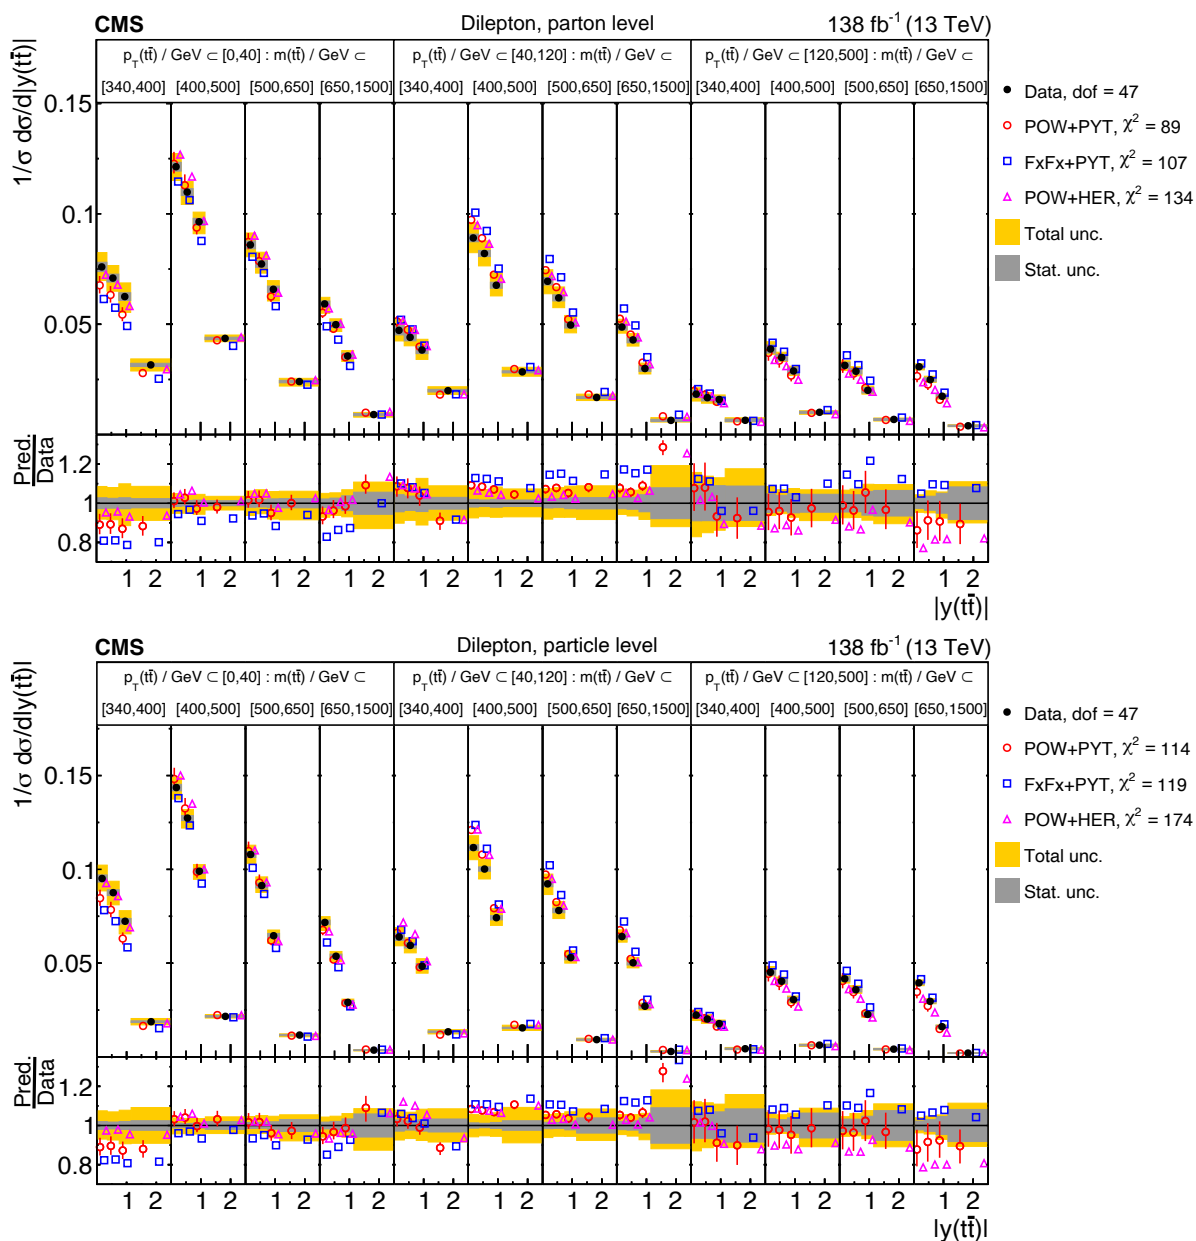 CMS Dilepton, parton level 138 fb⁻¹ (13 TeV)
p_T(tt̄) / GeV ⊂ [0,40] : m(tt̄) / GeV ⊂ p_T(tt̄) / GeV ⊂ [40,120] : m(tt̄) / GeV ⊂ p_T(tt̄) / GeV ⊂ [120,500] : m(tt̄) / GeV ⊂
[340,400] [400,500] [500,650] [650,1500] [340,400] [400,500] [500,650] [650,1500] [340,400] [400,500] [500,650] [650,1500]
1/σ dσ/d|y(tt̄)|
0.15
0.1
0.05
Data, dof = 47
POW+PYT, χ² = 89
FxFx+PYT, χ² = 107
POW+HER, χ² = 134
Total unc.
Stat. unc.
Pred
Data
1.2
1
0.8
1 2 1 2 1 2 1 2 1 2 1 2 1 2 1 2 1 2 1 2 1 2 1 2
|y(tt̄)|
CMS Dilepton, particle level 138 fb⁻¹ (13 TeV)
p_T(tt̄) / GeV ⊂ [0,40] : m(tt̄) / GeV ⊂ p_T(tt̄) / GeV ⊂ [40,120] : m(tt̄) / GeV ⊂ p_T(tt̄) / GeV ⊂ [120,500] : m(tt̄) / GeV ⊂
[340,400] [400,500] [500,650] [650,1500] [340,400] [400,500] [500,650] [650,1500] [340,400] [400,500] [500,650] [650,1500]
1/σ dσ/d|y(tt̄)|
0.15
0.1
0.05
Data, dof = 47
POW+PYT, χ² = 114
FxFx+PYT, χ² = 119
POW+HER, χ² = 174
Total unc.
Stat. unc.
Pred
Data
1.2
1
0.8
1 2 1 2 1 2 1 2 1 2 1 2 1 2 1 2 1 2 1 2 1 2 1 2
|y(tt̄)|